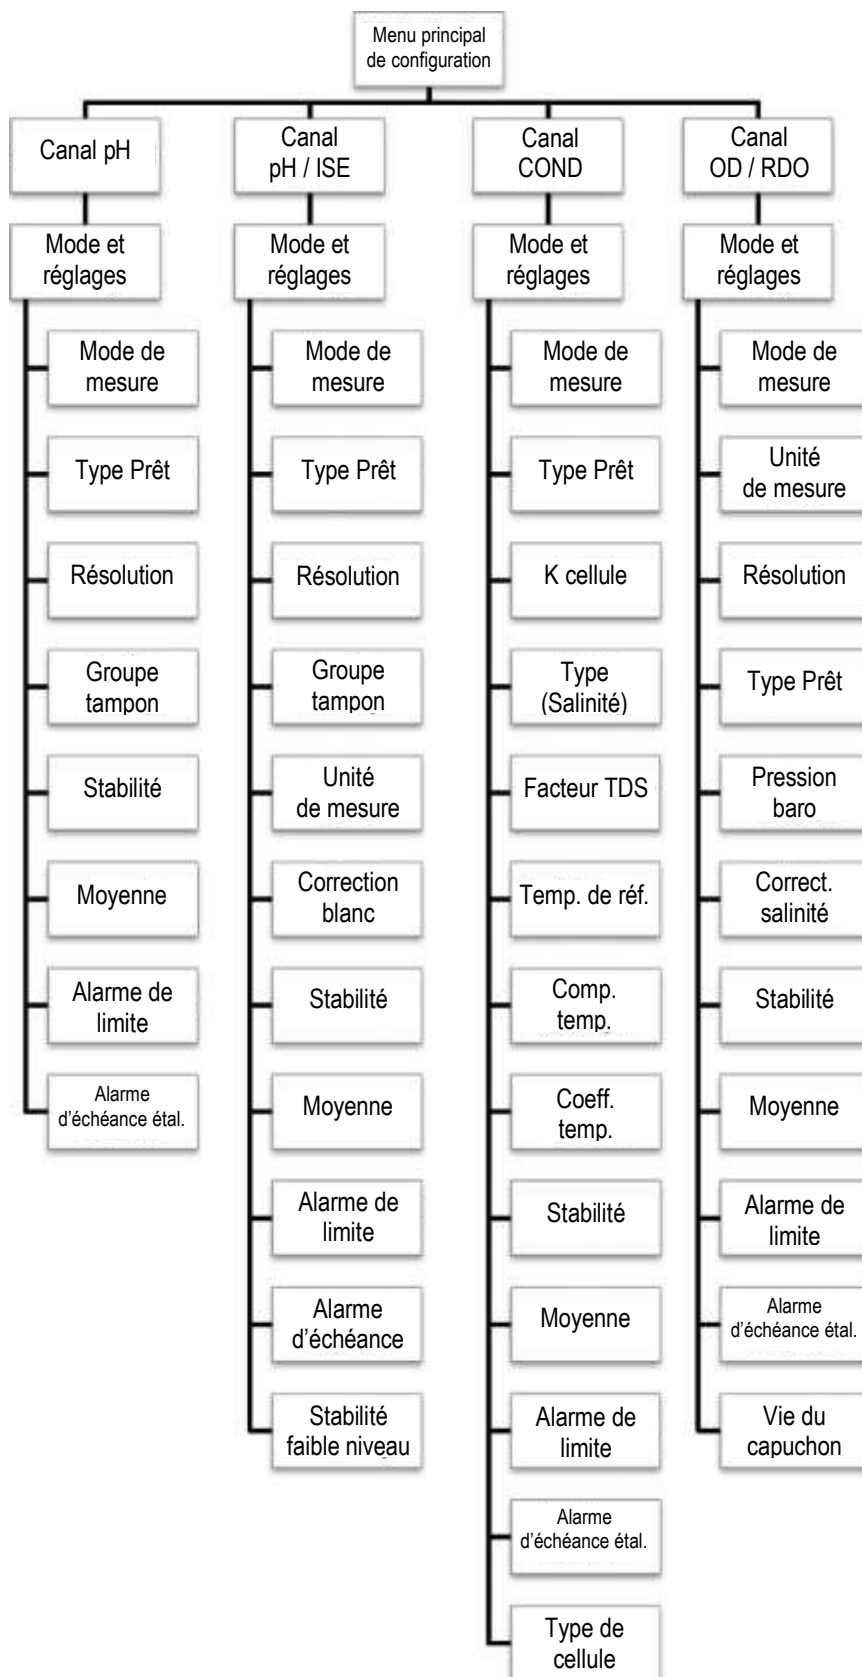 Menu principal
de configuration
Canal pH
Mode et
réglages
Mode de
mesure
Type Prêt
Résolution
Groupe
tampon
Stabilité
Moyenne
Alarme de
limite
Alarme
d'échéance étal.
Canal
pH / ISE
Mode et
réglages
Mode de
mesure
Type Prêt
Résolution
Groupe
tampon
Unité
de mesure
Correction
blanc
Stabilité
Moyenne
Alarme de
limite
Alarme
d'échéance
Stabilité
faible niveau
Canal
COND
Mode et
réglages
Mode de
mesure
Type Prêt
K cellule
Type
(Salinité)
Facteur TDS
Temp. de réf.
Comp.
temp.
Coeff.
temp.
Stabilité
Moyenne
Alarme de
limite
Alarme
d'échéance étal.
Type de
cellule
Canal
OD / RDO
Mode et
réglages
Mode de
mesure
Unité
de mesure
Résolution
Type Prêt
Pression
baro
Correct.
salinité
Stabilité
Moyenne
Alarme de
limite
Alarme
d'échéance étal.
Vie du
capuchon